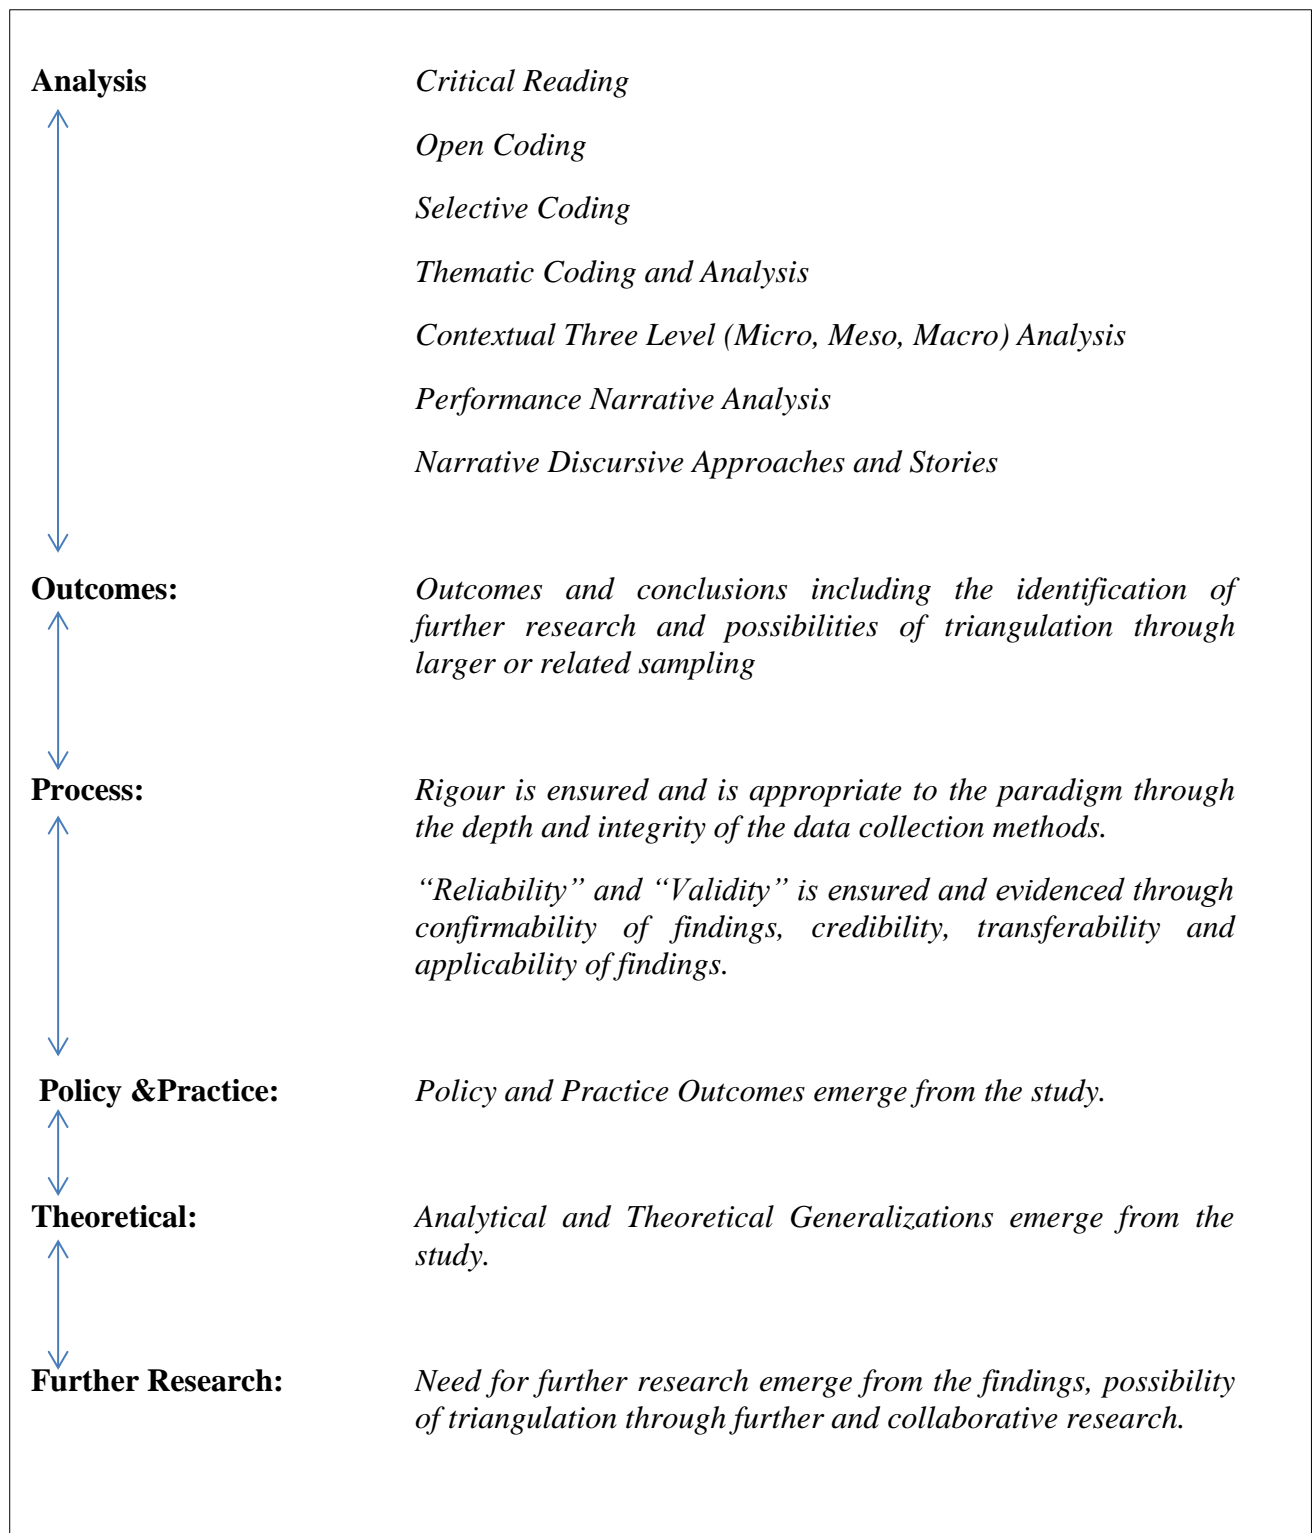 Analysis Critical Reading
Open Coding
Selective Coding
Thematic Coding and Analysis
Contextual Three Level (Micro, Meso, Macro) Analysis
Performance Narrative Analysis
Narrative Discursive Approaches and Stories
Outcomes: Outcomes and conclusions including the identification of
further research and possibilities of triangulation through
larger or related sampling
Process: Rigour is ensured and is appropriate to the paradigm through
the depth and integrity of the data collection methods.
“Reliability” and “Validity” is ensured and evidenced through
confirmability of findings, credibility, transferability and
applicability of findings.
Policy &Practice: Policy and Practice Outcomes emerge from the study.
Theoretical: Analytical and Theoretical Generalizations emerge from the
study.
Further Research: Need for further research emerge from the findings, possibility
of triangulation through further and collaborative research.